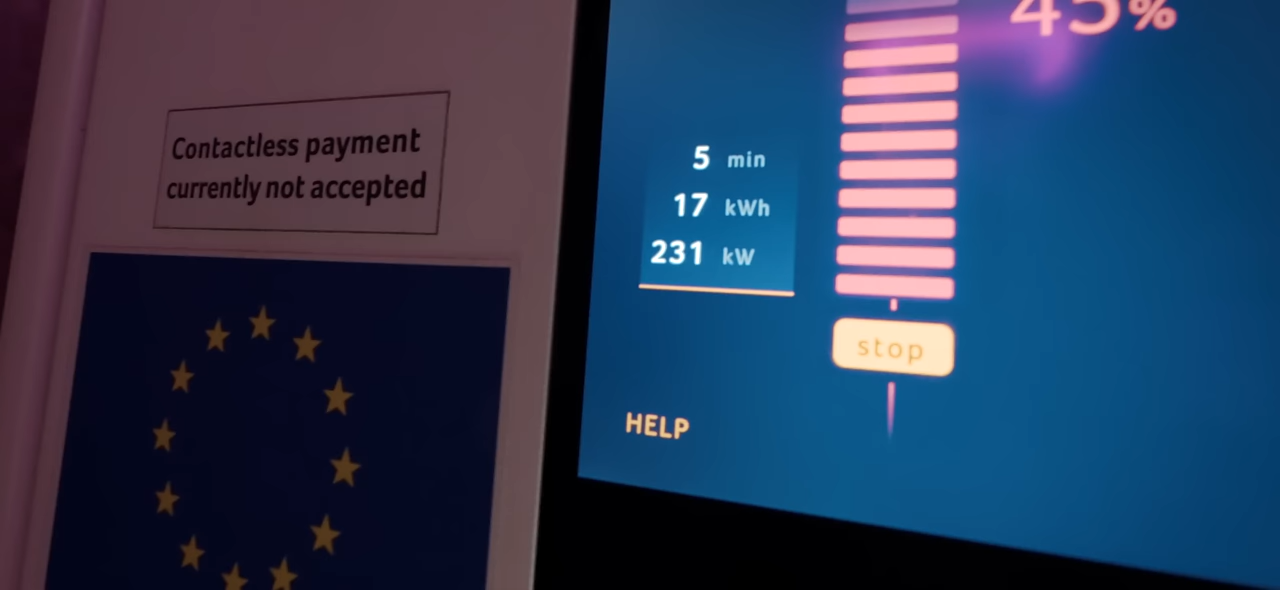 Contactless payment
currently not accepted
45%
5 min
17 kWh
231 kW
stop
HELP